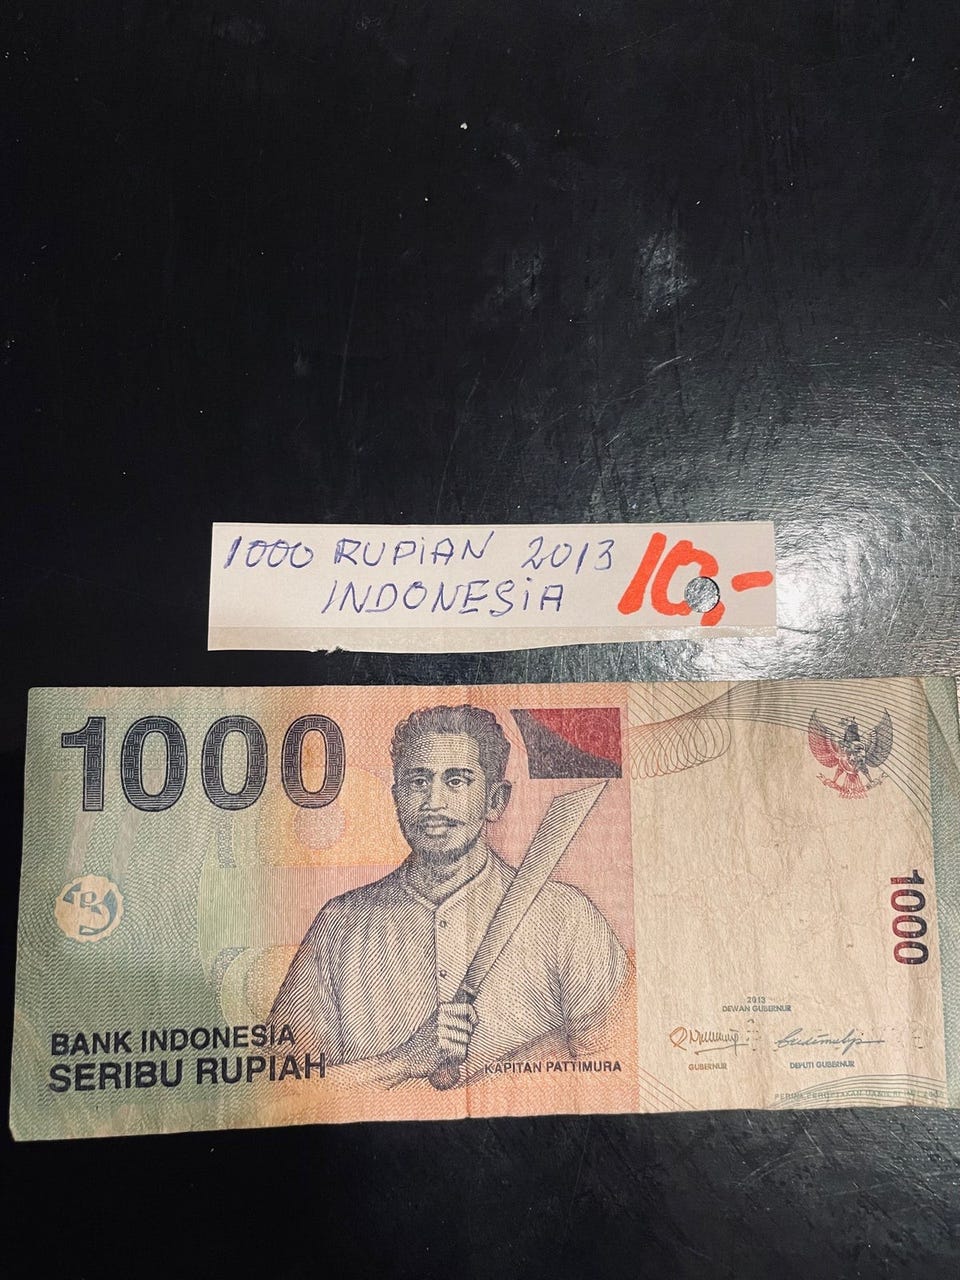 1000 RUPIAN 2013 10,-
INDONESIA
1000
1000
BANK INDONESIA
SERIBU RUPIAH
KAPITAN PATTIMURA
2013
DEWAN GUBERNUR
GUBERNUR
DEPUTI GUBERNUR